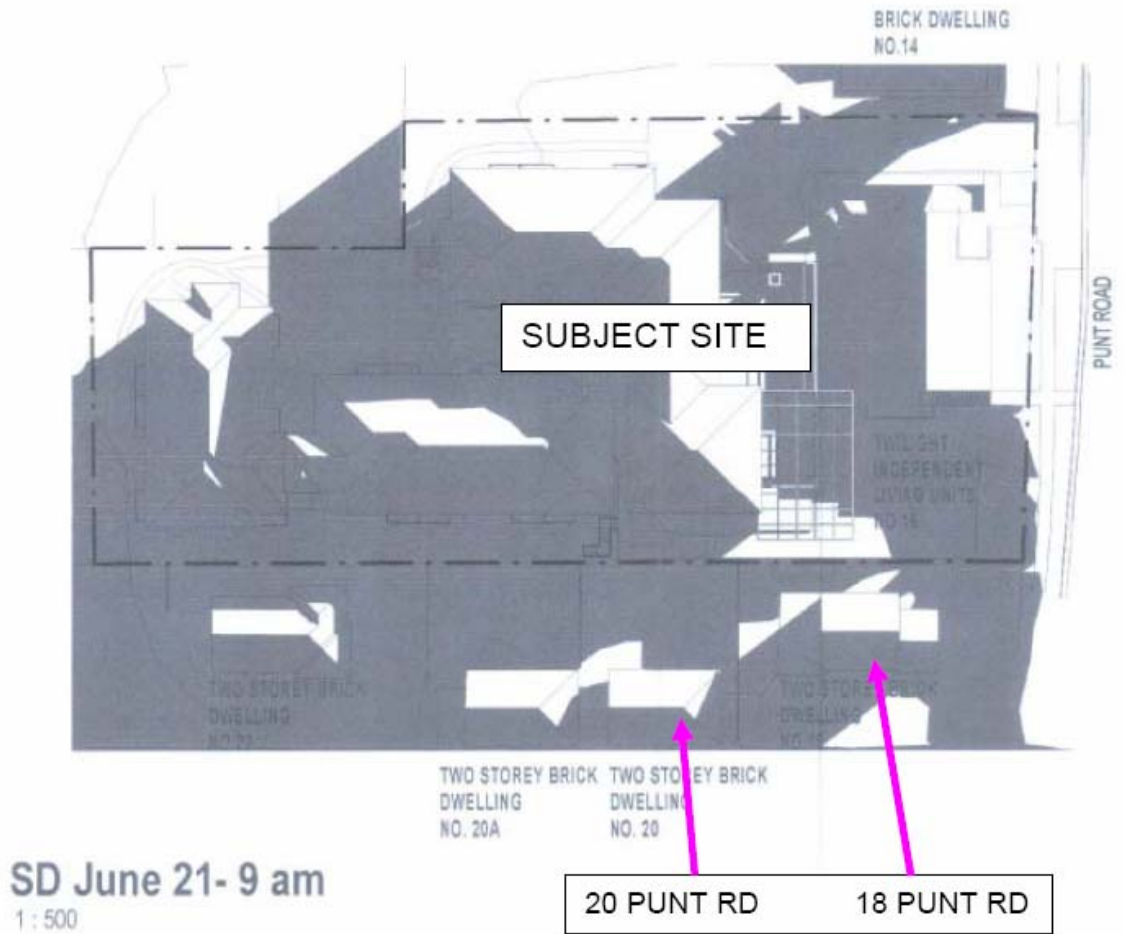 BRICK DWELLING
NO.14
SUBJECT SITE
PUNT ROAD
INDEPENDENT
LIVING UNITS
NO 16
TWO STOREY BRICK
DWELLING
TWO STOREY BRICK
DWELLING
TWO STOREY BRICK
DWELLING
NO. 20A
TWO STOREY BRICK
DWELLING
NO. 20
SD June 21- 9 am
1 : 500
20 PUNT RD
18 PUNT RD